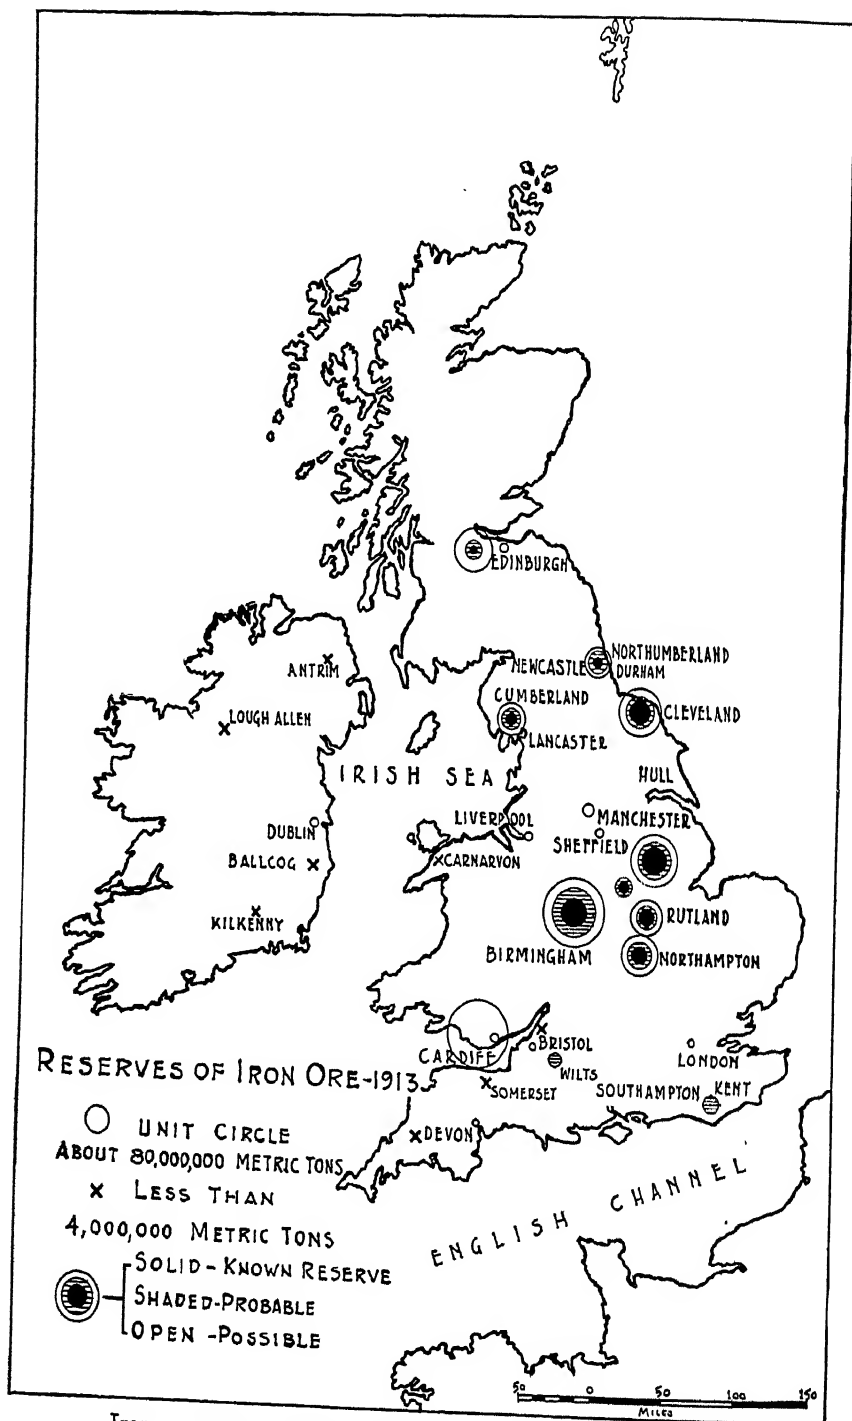 EDINBURGH
NORTHUMBERLAND
NEWCASTLE
DURHAM
ANTRIM
CUMBERLAND
LOUGH ALLEN
CLEVELAND
LANCASTER
IRISH SEA
HULL
LIVERPOOL
MANCHESTER
DUBLIN
SHEFFIELD
BALLCOG
CARNARVON
KILKENNY
RUTLAND
BIRMINGHAM
NORTHAMPTON
CARDIFF
BRISTOL
LONDON
RESERVES OF IRON ORE-1913
WILTS
SOMERSET
SOUTHAMPTON
KENT
UNIT CIRCLE
ABOUT 80,000,000 METRIC TONS
DEVON
X LESS THAN
4,000,000 METRIC TONS
ENGLISH CHANNEL
SOLID-KNOWN RESERVE
SHADED-PROBABLE
OPEN-POSSIBLE
50 0 50 100 150
MILES